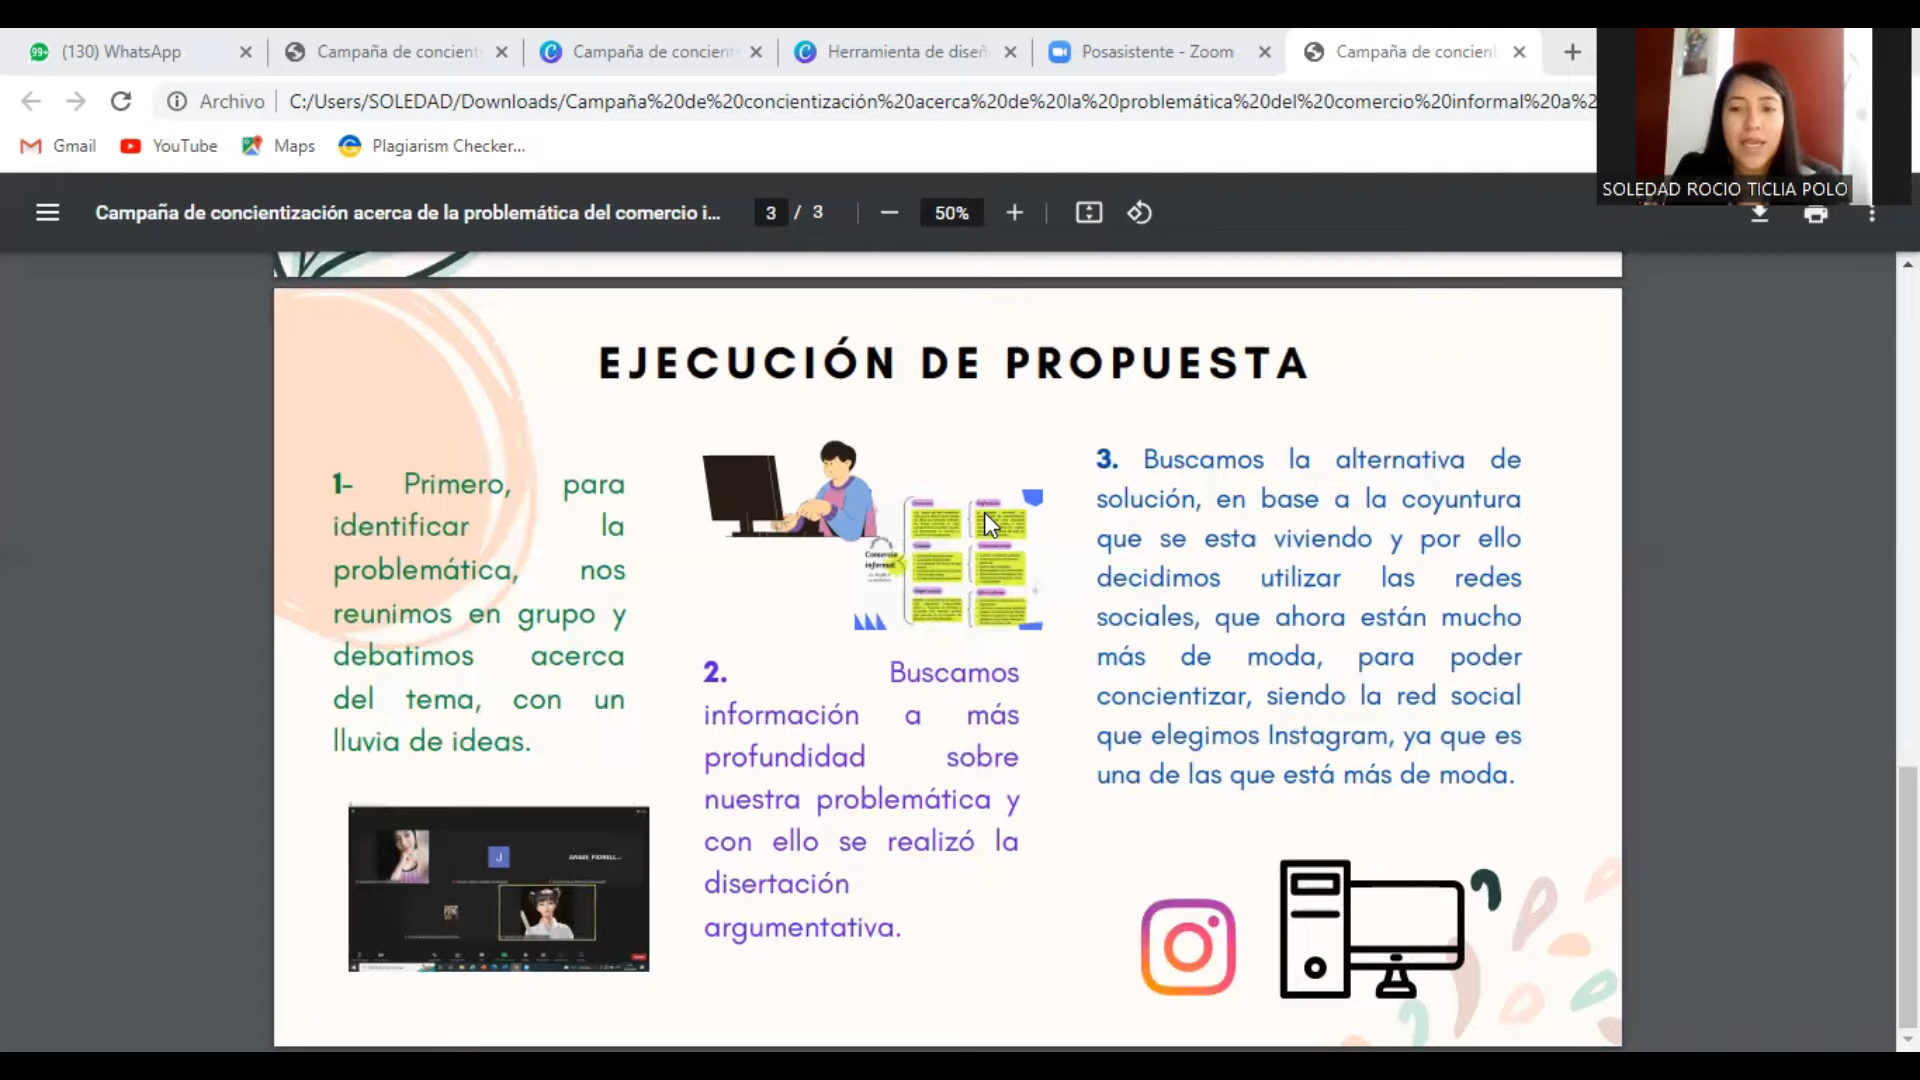 (130) WhatsApp
Campaña de concient
Campaña de concient
Herramienta de diseñ
Posasistente - Zoom
Campaña de concient
Archivo
C:/Users/SOLEDAD/Downloads/Campaña%20de%20concientización%20acerca%20de%20la%20problemática%20del%20comercio%20informal%20a%2
Gmail
YouTube
Maps
Plagiarism Checker...
SOLEDAD ROCIO TICLIA POLO
Campaña de concientización acerca de la problemática del comercio i...
3 / 3
50%
EJECUCIÓN DE PROPUESTA
1- Primero, para
identificar la
problemática, nos
reunimos en grupo y
debatimos acerca
del tema, con un
lluvia de ideas.
Comercio
informal
2. Buscamos
información a más
profundidad sobre
nuestra problemática y
con ello se realizó la
disertación
argumentativa.
3. Buscamos la alternativa de
solución, en base a la coyuntura
que se esta viviendo y por ello
decidimos utilizar las redes
sociales, que ahora están mucho
más de moda, para poder
concientizar, siendo la red social
que elegimos Instagram, ya que es
una de las que está más de moda.
J